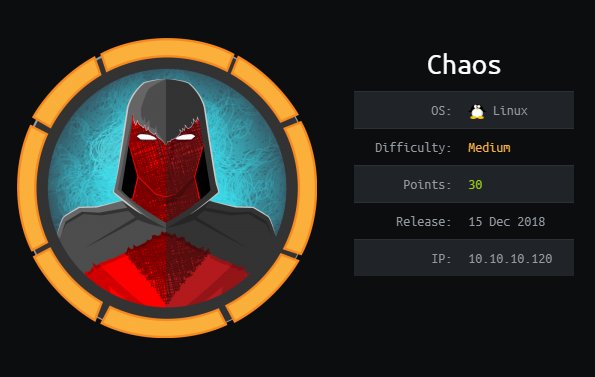 Chaos
OS: Linux
Difficulty: Medium
Points: 30
Release: 15 Dec 2018
IP: 10.10.10.120